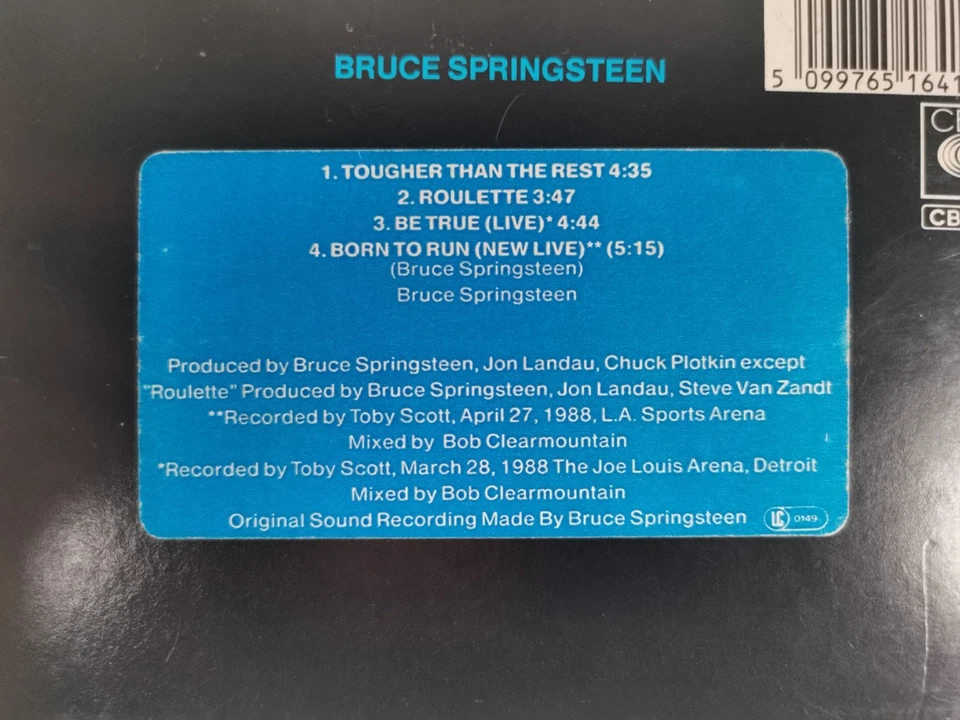 BRUCE SPRINGSTEEN
5 099765 1641
CB
1. TOUGHER THAN THE REST 4:35
2. ROULETTE 3:47
3. BE TRUE (LIVE)* 4:44
4. BORN TO RUN (NEW LIVE)** (5:15)
(Bruce Springsteen)
Bruce Springsteen
Produced by Bruce Springsteen, Jon Landau, Chuck Plotkin except
"Roulette" Produced by Bruce Springsteen, Jon Landau, Steve Van Zandt
**Recorded by Toby Scott, April 27, 1988, L.A. Sports Arena
Mixed by Bob Clearmountain
*Recorded by Toby Scott, March 28, 1988 The Joe Louis Arena, Detroit
Mixed by Bob Clearmountain
Original Sound Recording Made By Bruce Springsteen LC 0149